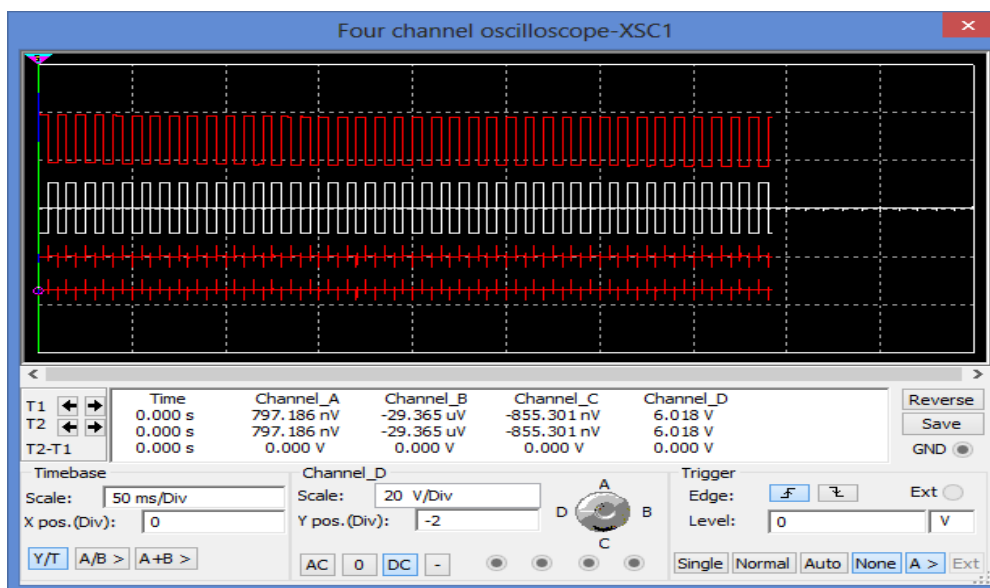 Four channel oscilloscope-XSC1
Time Channel_A Channel_B Channel_C Channel_D
T1 0.000 s 797.186 nV -29.365 uV -855.301 nV 6.018 V
T2 0.000 s 797.186 nV -29.365 uV -855.301 nV 6.018 V
T2-T1 0.000 s 0.000 V 0.000 V 0.000 V 0.000 V
Reverse
Save
GND
Timebase
Scale: 50 ms/Div
X pos.(Div): 0
Y/T A/B > A+B >
Channel_D
Scale: 20 V/Div
Y pos.(Div): -2
AC 0 DC -
A
D B
C
Trigger
Edge: Ext
Level: 0 V
Single Normal Auto None A > Ext